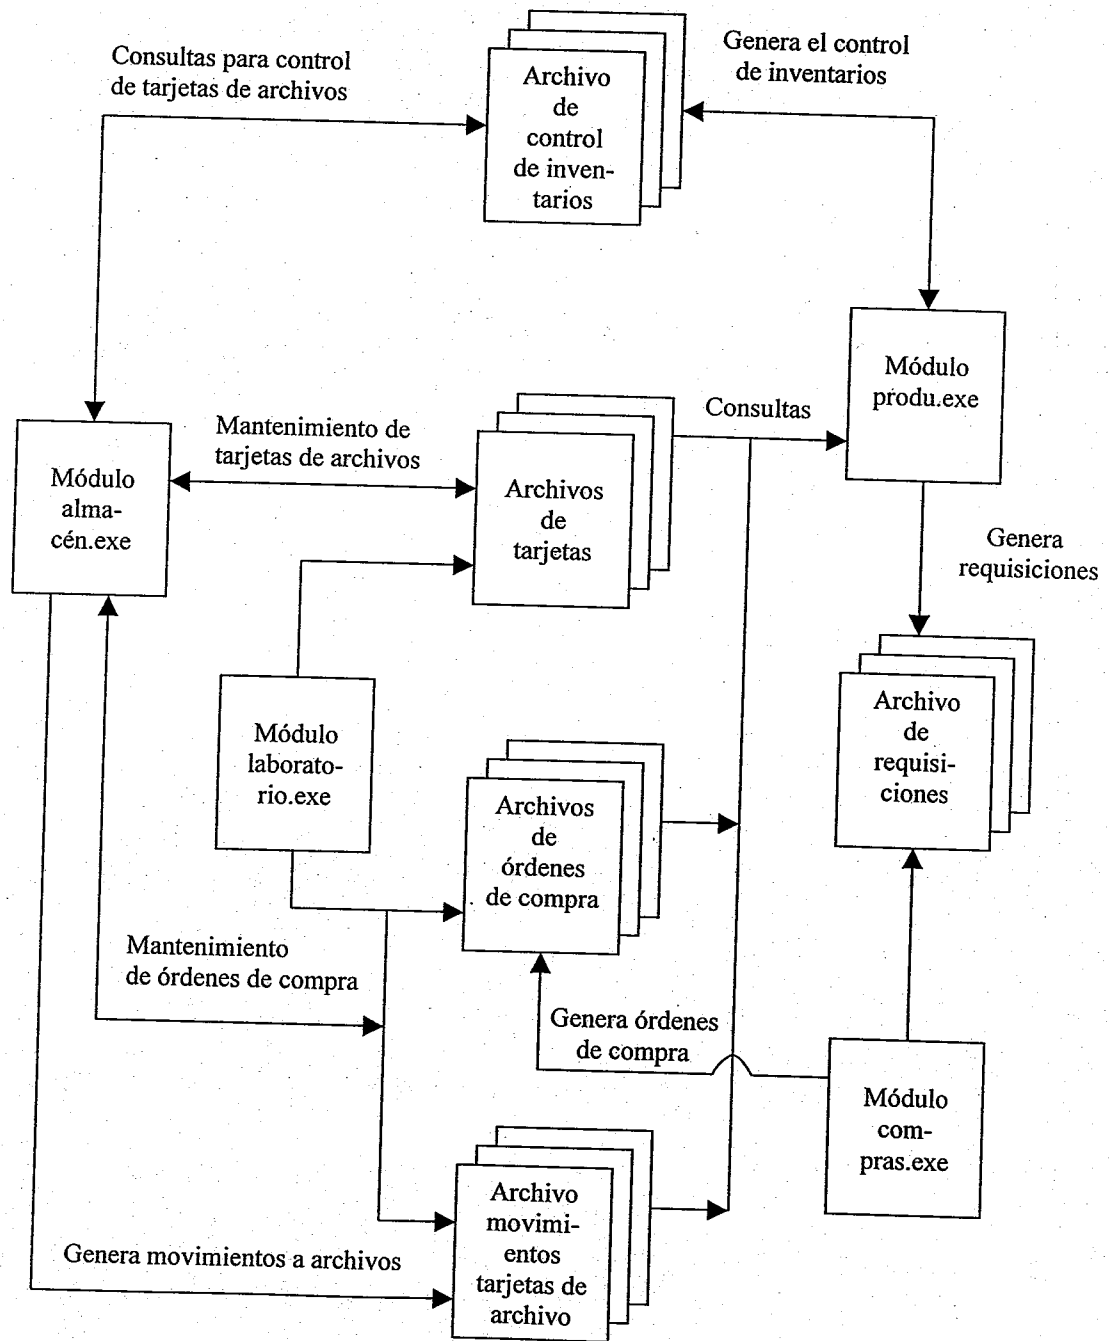 Consultas para control
de tarjetas de archivos
Archivo
de
control
de inven-
tarios
Genera el control
de inventarios
Módulo
produ.exe
Consultas
Mantenimiento de
tarjetas de archivos
Módulo
alma-
cén.exe
Archivos
de
tarjetas
Genera
requisiciones
Módulo
laborato-
rio.exe
Archivo
de
requisi-
ciones
Archivos
de
órdenes
de compra
Mantenimiento
de órdenes de compra
Genera órdenes
de compra
Módulo
com-
pras.exe
Archivo
movimi-
entos
tarjetas de
archivo
Genera movimientos a archivos